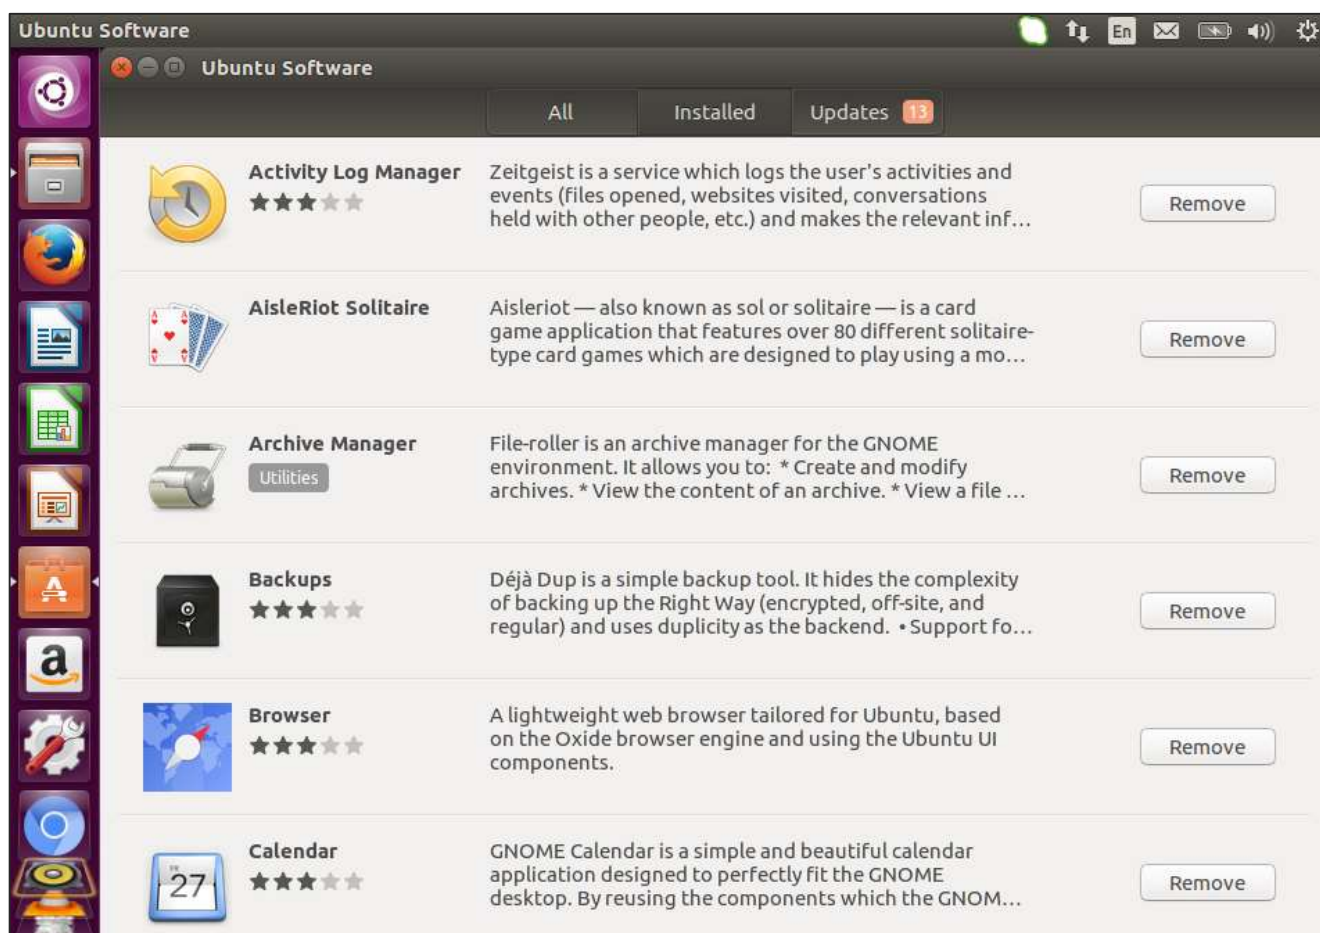 Ubuntu Software
En
Ubuntu Software
All
Installed
Updates 13
Activity Log Manager
Zeitgeist is a service which logs the user's activities and
events (files opened, websites visited, conversations
held with other people, etc.) and makes the relevant inf…
Remove
AisleRiot Solitaire
Aisleriot — also known as sol or solitaire — is a card
game application that features over 80 different solitaire-
type card games which are designed to play using a mo…
Remove
Archive Manager
Utilities
File-roller is an archive manager for the GNOME
environment. It allows you to: * Create and modify
archives. * View the content of an archive. * View a file …
Remove
Backups
Déjà Dup is a simple backup tool. It hides the complexity
of backing up the Right Way (encrypted, off-site, and
regular) and uses duplicity as the backend. • Support fo…
Remove
Browser
A lightweight web browser tailored for Ubuntu, based
on the Oxide browser engine and using the Ubuntu UI
components.
Remove
a
27
Calendar
GNOME Calendar is a simple and beautiful calendar
application designed to perfectly fit the GNOME
desktop. By reusing the components which the GNOM…
Remove